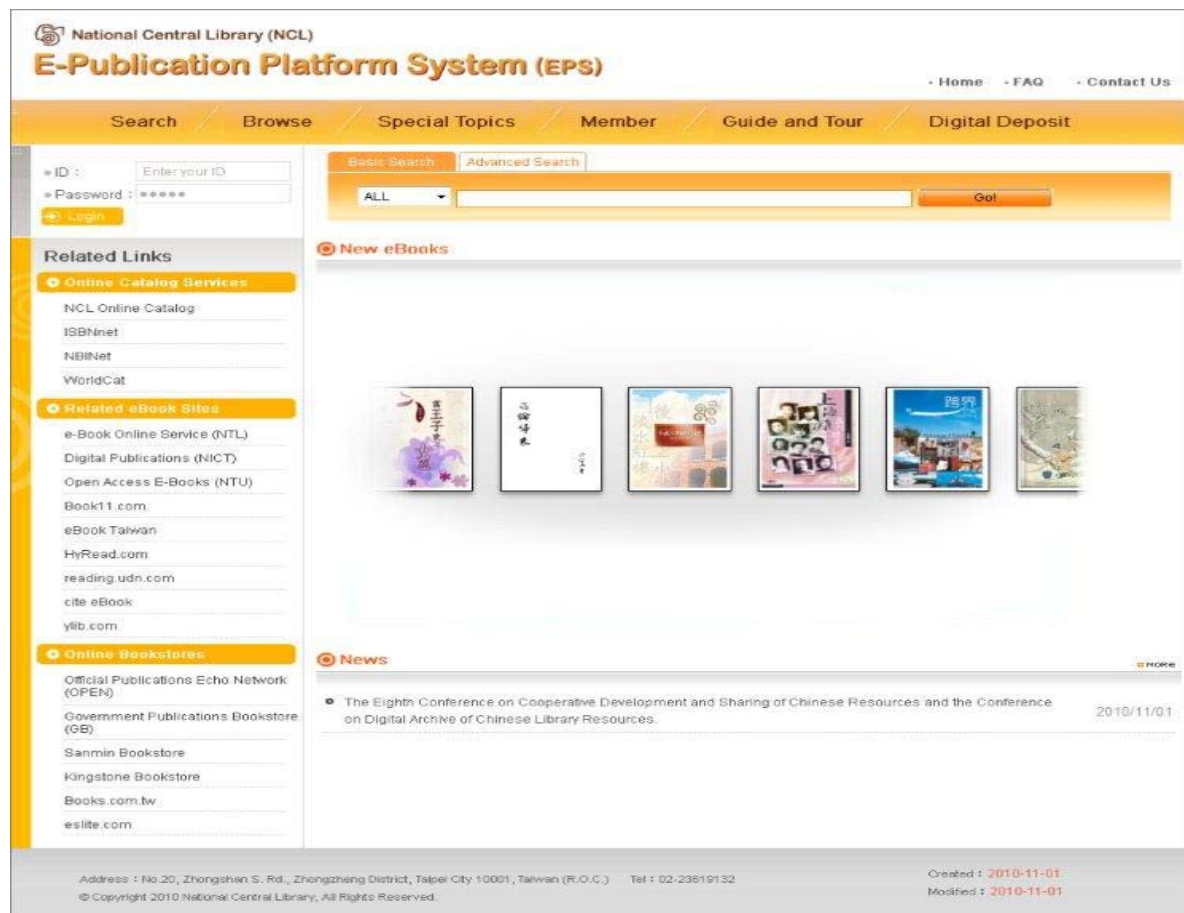 National Central Library (NCL)
E-Publication Platform System (EPS)
Home FAQ Contact Us
Search Browse Special Topics Member Guide and Tour Digital Deposit
ID : Enter your ID
Password : •••••
Login
Basic Search Advanced Search
ALL Go!
Related Links
Online Catalog Services
NCL Online Catalog
ISBNnet
NBINet
WorldCat
Related eBook Sites
e-Book Online Service (NTL)
Digital Publications (NICT)
Open Access E-Books (NTU)
Book11.com
eBook Taiwan
HyRead.com
reading.udn.com
cite eBook
ylib.com
Online Bookstores
Official Publications Echo Network
(OPEN)
Government Publications Bookstore
(GB)
Sanmin Bookstore
Kingstone Bookstore
Books.com.tw
eslite.com
New eBooks
上海
跨界
News
MORE
The Eighth Conference on Cooperative Development and Sharing of Chinese Resources and the Conference
on Digital Archive of Chinese Library Resources.
2010/11/01
Address : No.20, Zhongshan S. Rd., Zhongzheng District, Taipei City 10001, Taiwan (R.O.C.) Tel : 02-23619132
© Copyright 2010 National Central Library, All Rights Reserved.
Created : 2010-11-01
Modified : 2010-11-01